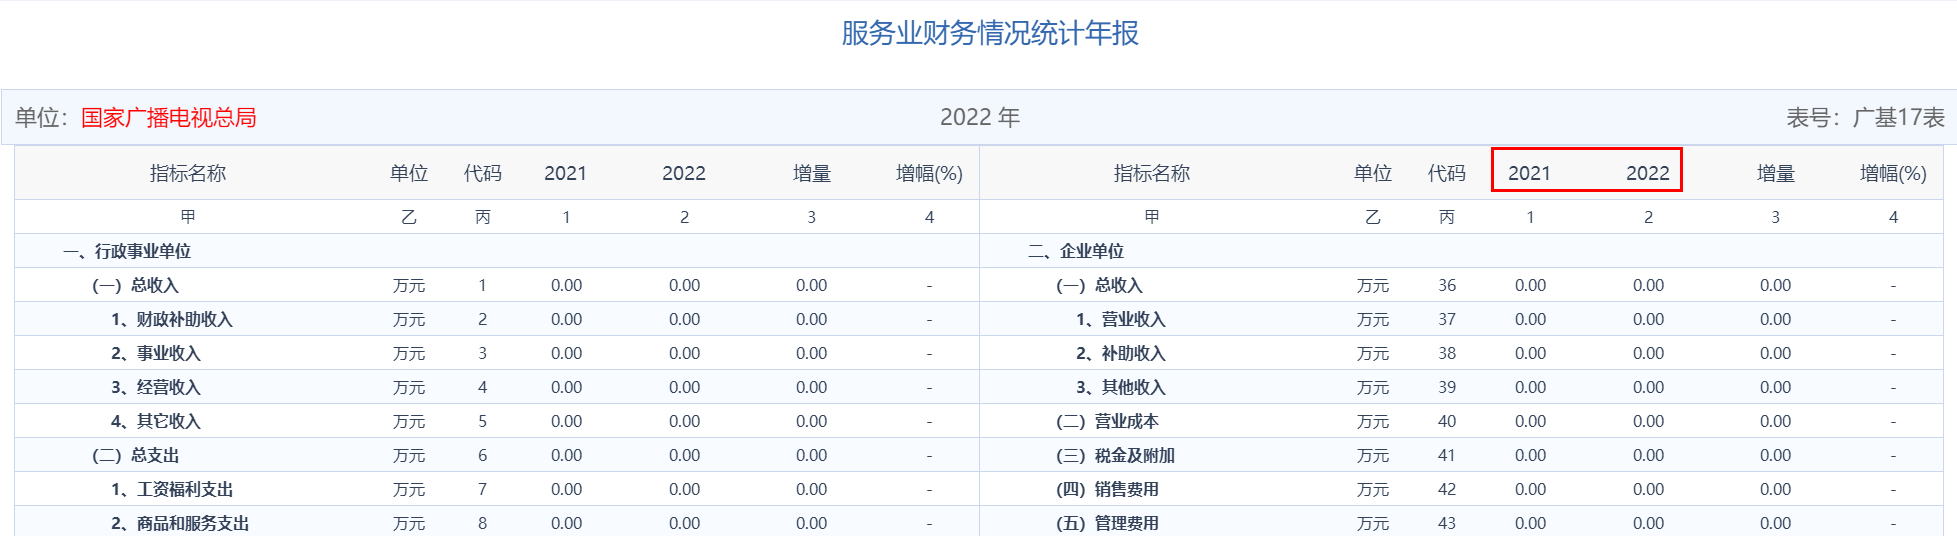 服务业财务情况统计年报
单位：国家广播电视总局 2022 年 表号：广基17表
指标名称 单位 代码 2021 2022 增量 增幅(%) 指标名称 单位 代码 2021 2022 增量 增幅(%)
甲 乙 丙 1 2 3 4 甲 乙 丙 1 2 3 4
一、行政事业单位 二、企业单位
（一）总收入 万元 1 0.00 0.00 0.00 - （一）总收入 万元 36 0.00 0.00 0.00 -
1、财政补助收入 万元 2 0.00 0.00 0.00 - 1、营业收入 万元 37 0.00 0.00 0.00 -
2、事业收入 万元 3 0.00 0.00 0.00 - 2、补助收入 万元 38 0.00 0.00 0.00 -
3、经营收入 万元 4 0.00 0.00 0.00 - 3、其他收入 万元 39 0.00 0.00 0.00 -
4、其它收入 万元 5 0.00 0.00 0.00 - （二）营业成本 万元 40 0.00 0.00 0.00 -
（二）总支出 万元 6 0.00 0.00 0.00 - （三）税金及附加 万元 41 0.00 0.00 0.00 -
1、工资福利支出 万元 7 0.00 0.00 0.00 - （四）销售费用 万元 42 0.00 0.00 0.00 -
2、商品和服务支出 万元 8 0.00 0.00 0.00 - （五）管理费用 万元 43 0.00 0.00 0.00 -